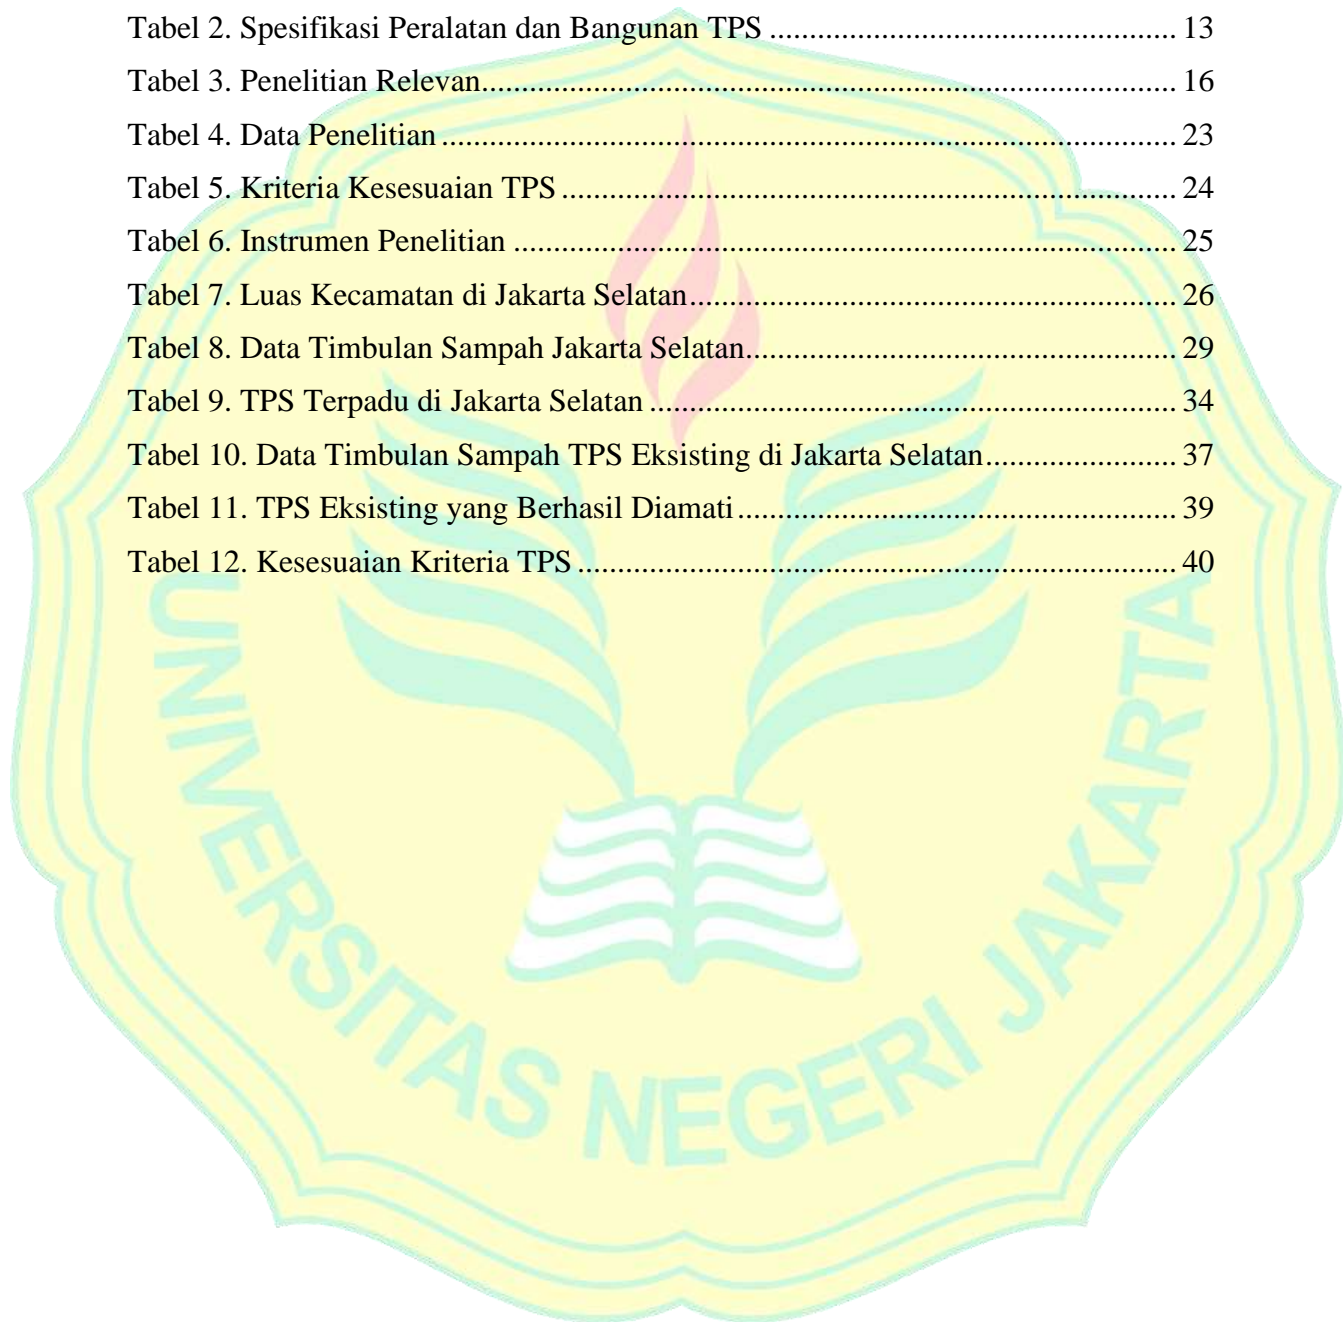 Tabel 2. Spesifikasi Peralatan dan Bangunan TPS ............................................... 13
Tabel 3. Penelitian Relevan................................................................................... 16
Tabel 4. Data Penelitian ........................................................................................ 23
Tabel 5. Kriteria Kesesuaian TPS ......................................................................... 24
Tabel 6. Instrumen Penelitian ............................................................................... 25
Tabel 7. Luas Kecamatan di Jakarta Selatan.......................................................... 26
Tabel 8. Data Timbulan Sampah Jakarta Selatan................................................... 29
Tabel 9. TPS Terpadu di Jakarta Selatan .............................................................. 34
Tabel 10. Data Timbulan Sampah TPS Eksisting di Jakarta Selatan...................... 37
Tabel 11. TPS Eksisting yang Berhasil Diamati .................................................... 39
Tabel 12. Kesesuaian Kriteria TPS ....................................................................... 40
UNIVERSITAS NEGERI JAKARTA